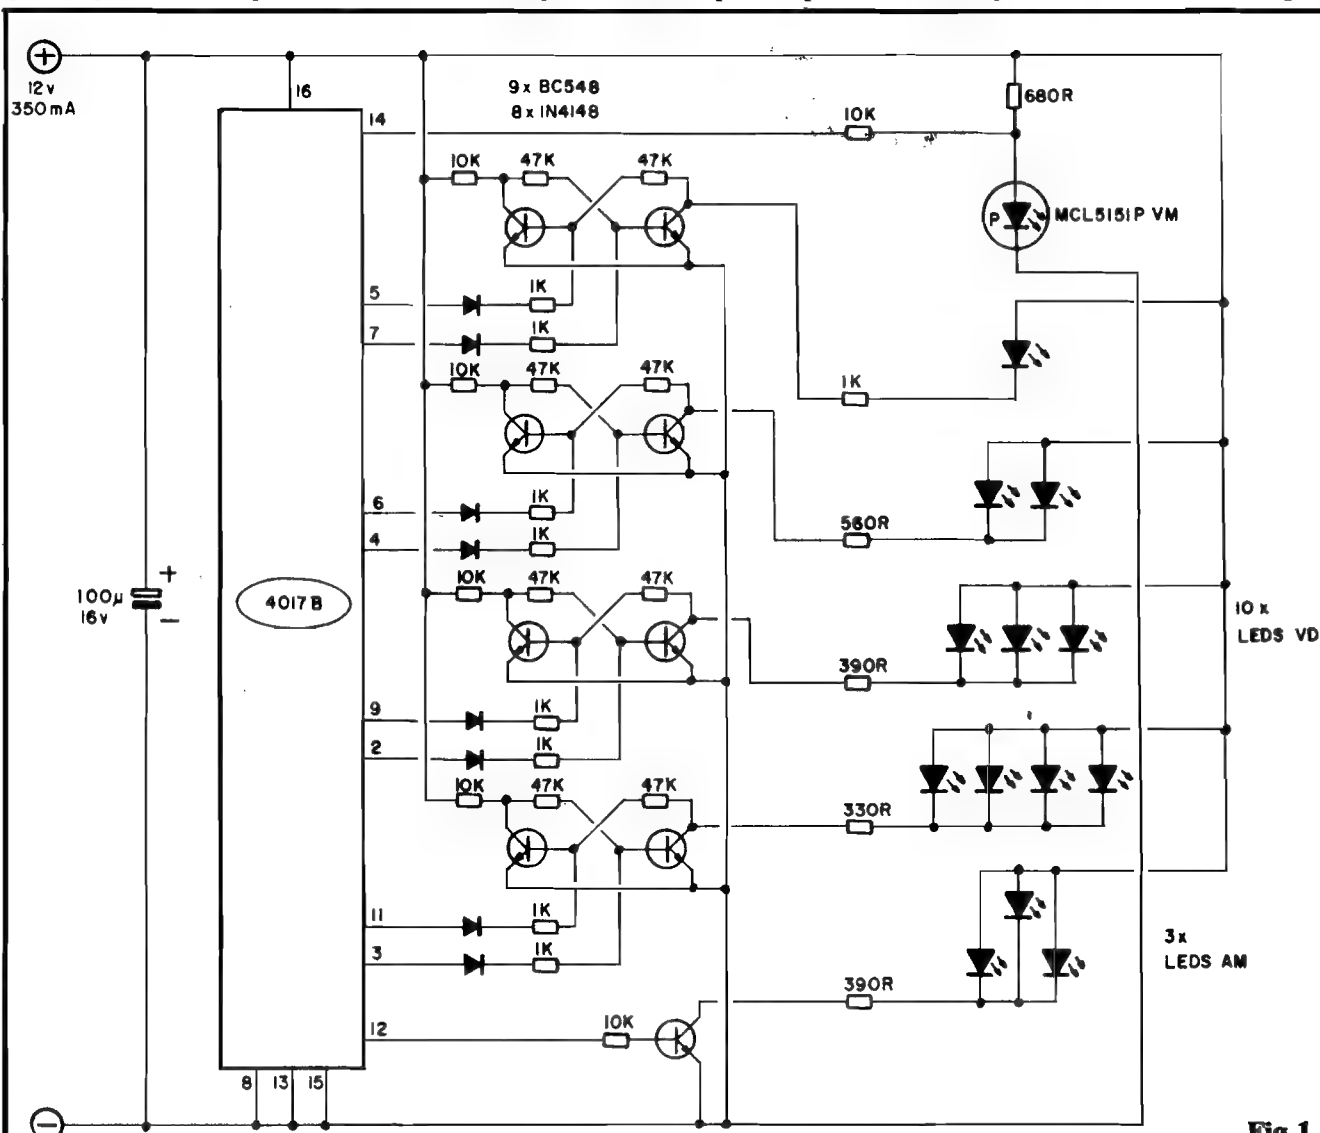 12v
350mA
16
9x BC548
8x IN4148
14
10K
680R
10K
47K
47K
P
MCL5151P VM
5
1K
7
1K
10K
47K
47K
1K
6
1K
4
1K
560R
100µ
16v
+
−
4017B
10K
47K
47K
10x
LEDS VD
390R
9
1K
2
1K
10K
47K
47K
330R
11
1K
3
1K
3x
LEDS AM
390R
12
10K
8
13
15
Fig.1